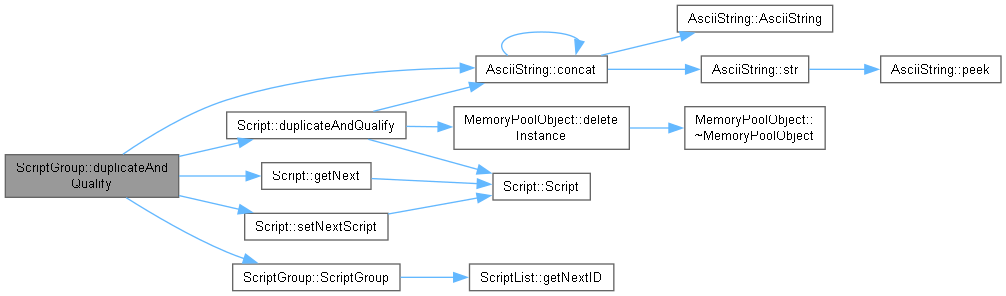 ScriptGroup::duplicateAnd
Qualify
Script::duplicateAndQualify
Script::getNext
Script::setNextScript
ScriptGroup::ScriptGroup
AsciiString::concat
MemoryPoolObject::delete
Instance
Script::Script
ScriptList::getNextID
AsciiString::AsciiString
AsciiString::str
MemoryPoolObject::
~MemoryPoolObject
AsciiString::peek